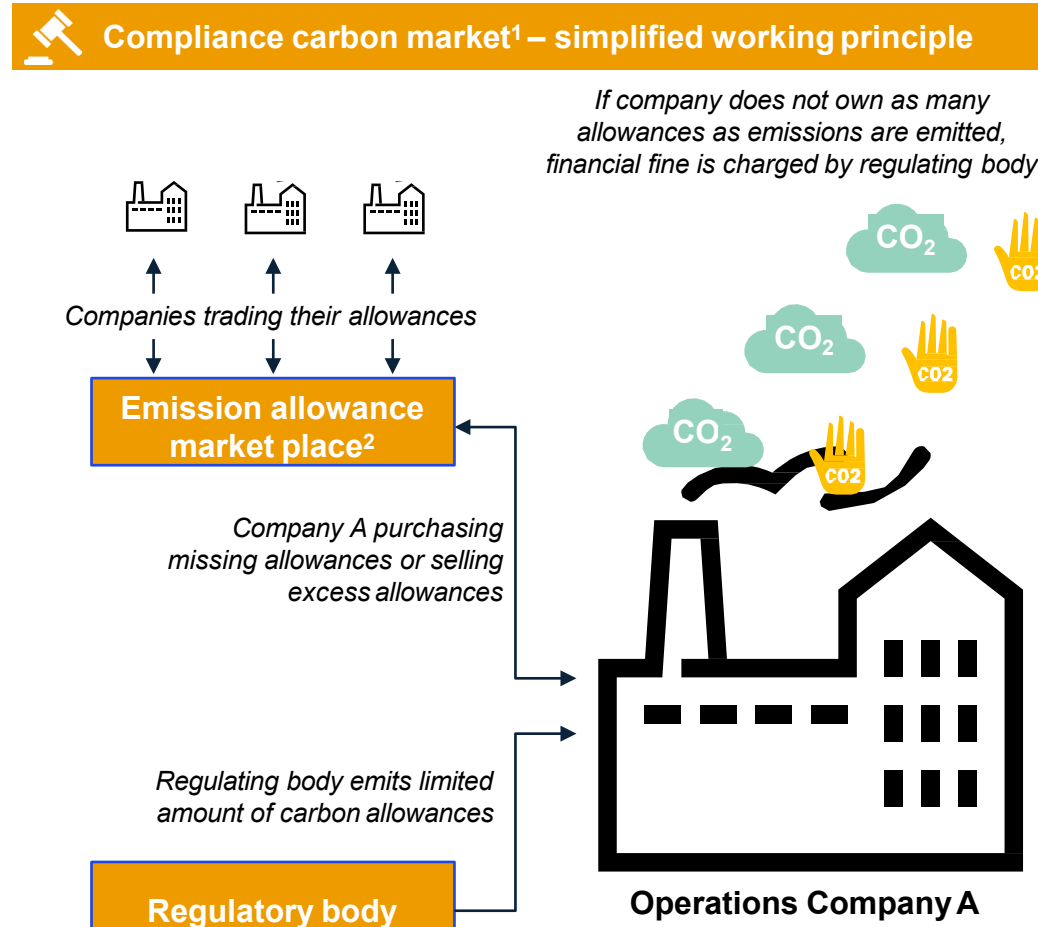 Compliance carbon market¹ – simplified working principle
If company does not own as many
allowances as emissions are emitted,
financial fine is charged by regulating body
CO₂
CO2
Companies trading their allowances
CO₂
CO2
Emission allowance
market place²
CO₂
CO2
Company A purchasing
missing allowances or selling
excess allowances
Regulating body emits limited
amount of carbon allowances
Regulatory body
Operations Company A